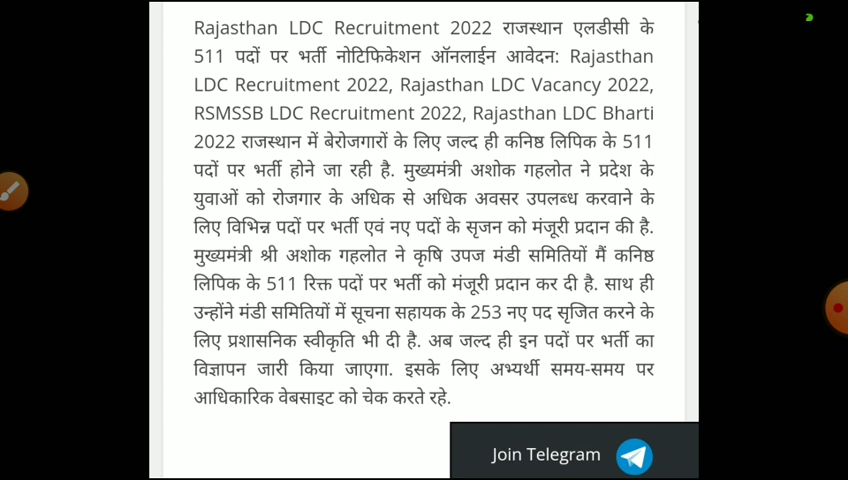 Rajasthan LDC Recruitment 2022 राजस्थान एलडीसी के
511 पदों पर भर्ती नोटिफिकेशन ऑनलाईन आवेदन: Rajasthan
LDC Recruitment 2022, Rajasthan LDC Vacancy 2022,
RSMSSB LDC Recruitment 2022, Rajasthan LDC Bharti
2022 राजस्थान में बेरोजगारों के लिए जल्द ही कनिष्ठ लिपिक के 511
पदों पर भर्ती होने जा रही है. मुख्यमंत्री अशोक गहलोत ने प्रदेश के
युवाओं को रोजगार के अधिक से अधिक अवसर उपलब्ध करवाने के
लिए विभिन्न पदों पर भर्ती एवं नए पदों के सृजन को मंजूरी प्रदान की है.
मुख्यमंत्री श्री अशोक गहलोत ने कृषि उपज मंडी समितियों मैं कनिष्ठ
लिपिक के 511 रिक्त पदों पर भर्ती को मंजूरी प्रदान कर दी है. साथ ही
उन्होंने मंडी समितियों में सूचना सहायक के 253 नए पद सृजित करने के
लिए प्रशासनिक स्वीकृति भी दी है. अब जल्द ही इन पदों पर भर्ती का
विज्ञापन जारी किया जाएगा. इसके लिए अभ्यर्थी समय-समय पर
आधिकारिक वेबसाइट को चेक करते रहे.
Join Telegram